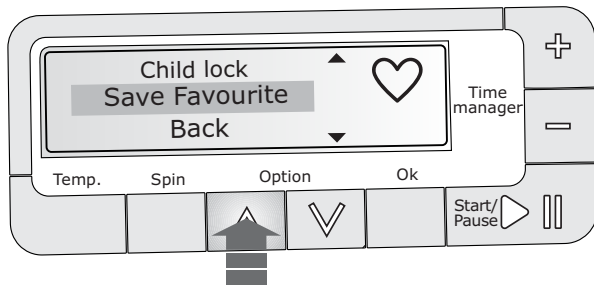 Child lock
Save Favourite
Back
Time
manager
Temp.
Spin
Option
Ok
Start/
Pause